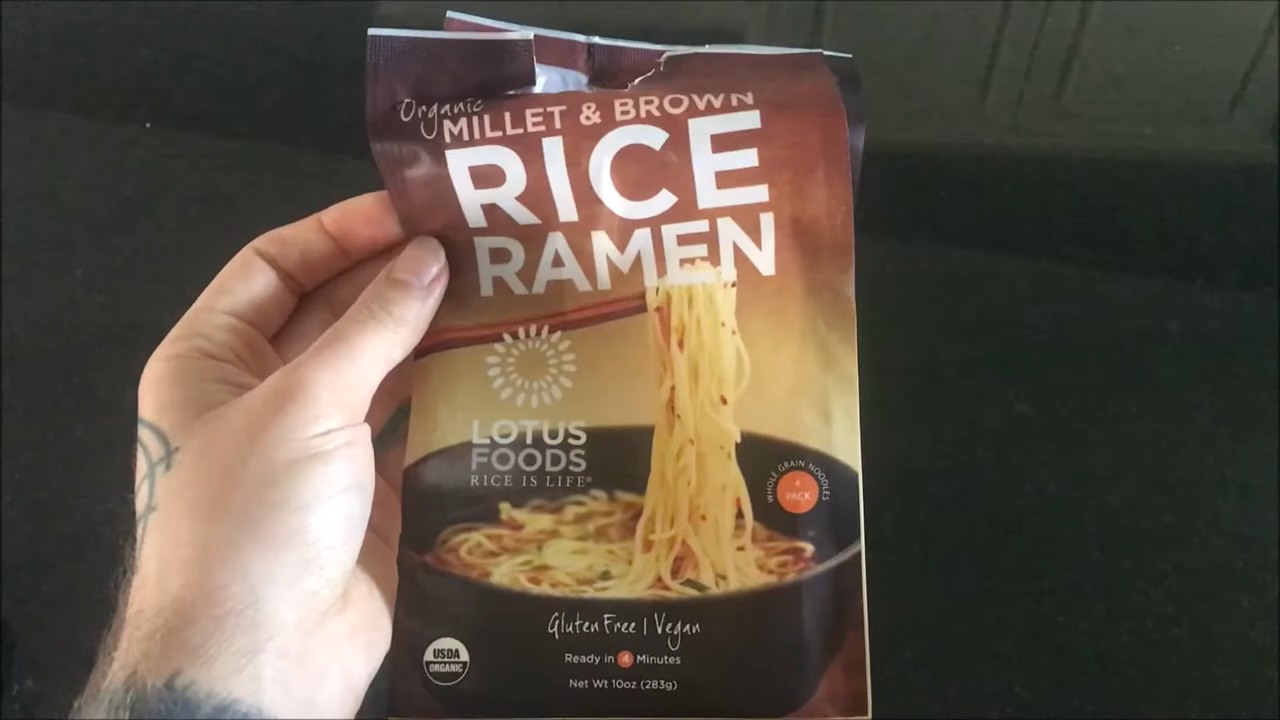 Organic
MILLET & BROWN
RICE
RAMEN
LOTUS
FOODS
RICE IS LIFE®
WHOLE GRAIN NOODLES
4
PACK
Gluten Free | Vegan
USDA
ORGANIC
Ready in 4 Minutes
Net Wt 10oz (283g)